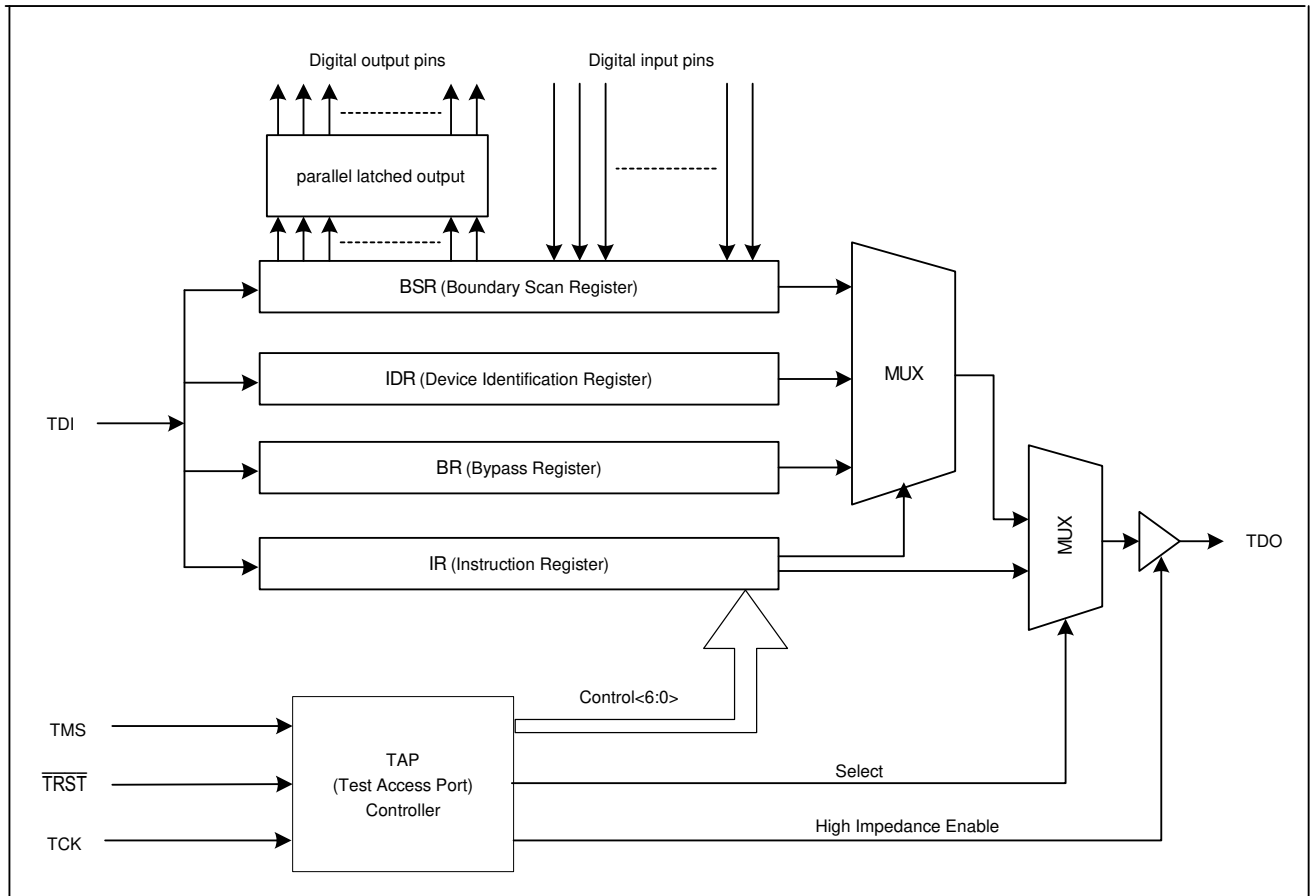 Digital output pins
Digital input pins
parallel latched output
BSR (Boundary Scan Register)
IDR (Device Identification Register)
MUX
TDI
BR (Bypass Register)
MUX
IR (Instruction Register)
TDO
Control<6:0>
TMS
TAP
(Test Access Port)
Controller
TRST
Select
TCK
High Impedance Enable